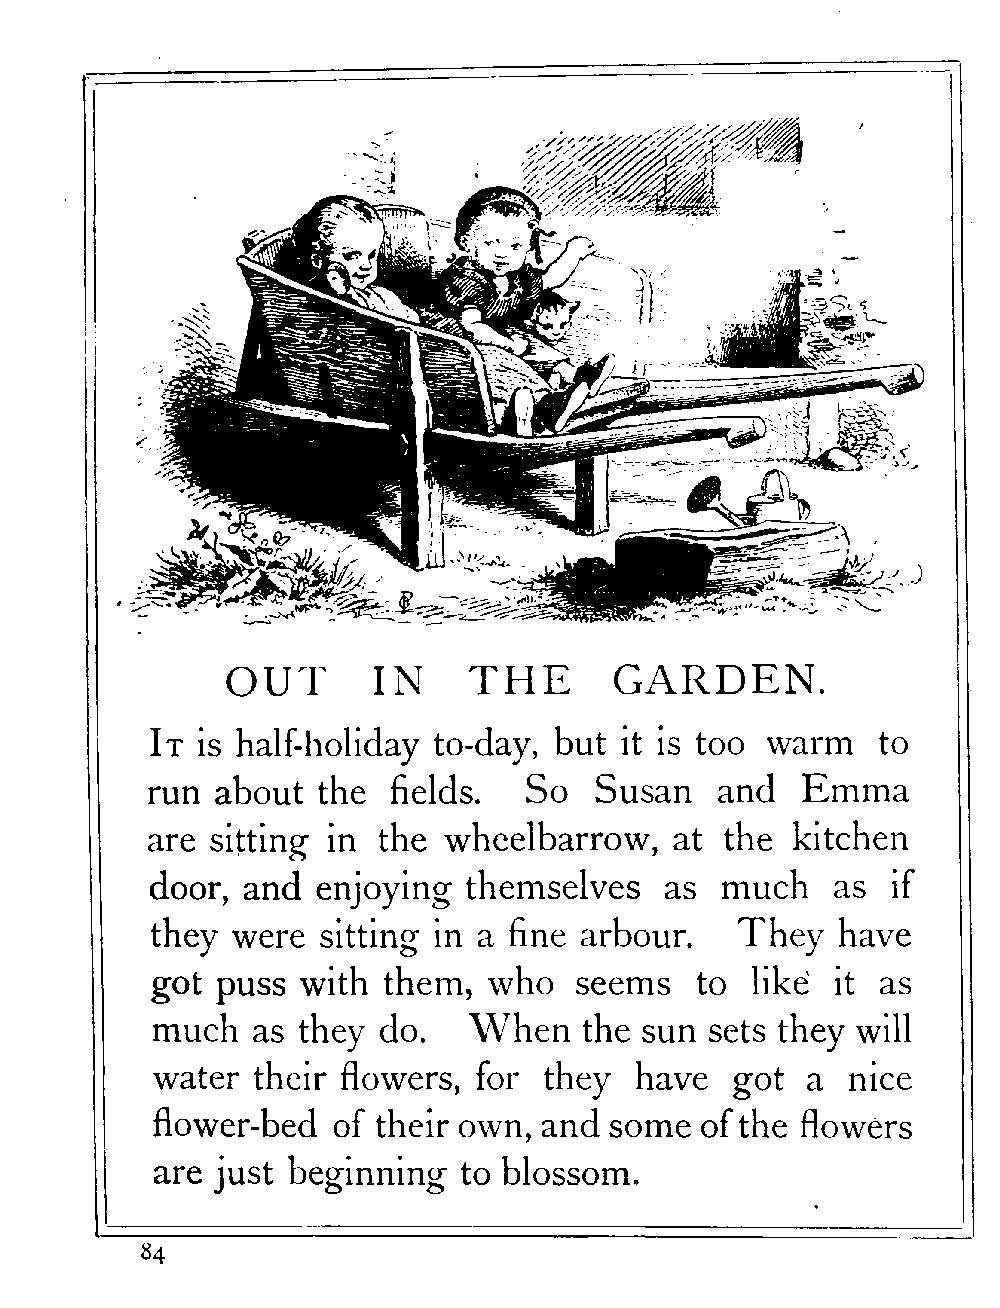 OUT IN THE GARDEN.
IT is half-holiday to-day, but it is too warm to
run about the fields. So Susan and Emma
are sitting in the wheelbarrow, at the kitchen
door, and enjoying themselves as much as if
they were sitting in a fine arbour. They have
got puss with them, who seems to like it as
much as they do. When the sun sets they will
water their flowers, for they have got a nice
flower-bed of their own, and some of the flowers
are just beginning to blossom.
84